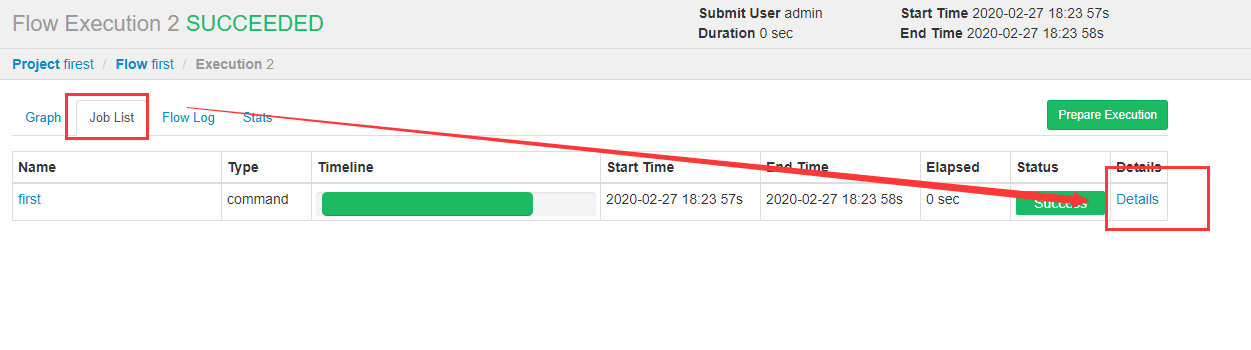 Flow Execution 2 SUCCEEDED
Submit User admin
Duration 0 sec
Start Time 2020-02-27 18:23 57s
End Time 2020-02-27 18:23 58s
Project firest / Flow first / Execution 2
Graph Job List Flow Log Stats Prepare Execution
Name Type Timeline Start Time End Time Elapsed Status Details
first command 2020-02-27 18:23 57s 2020-02-27 18:23 58s 0 sec Success Details